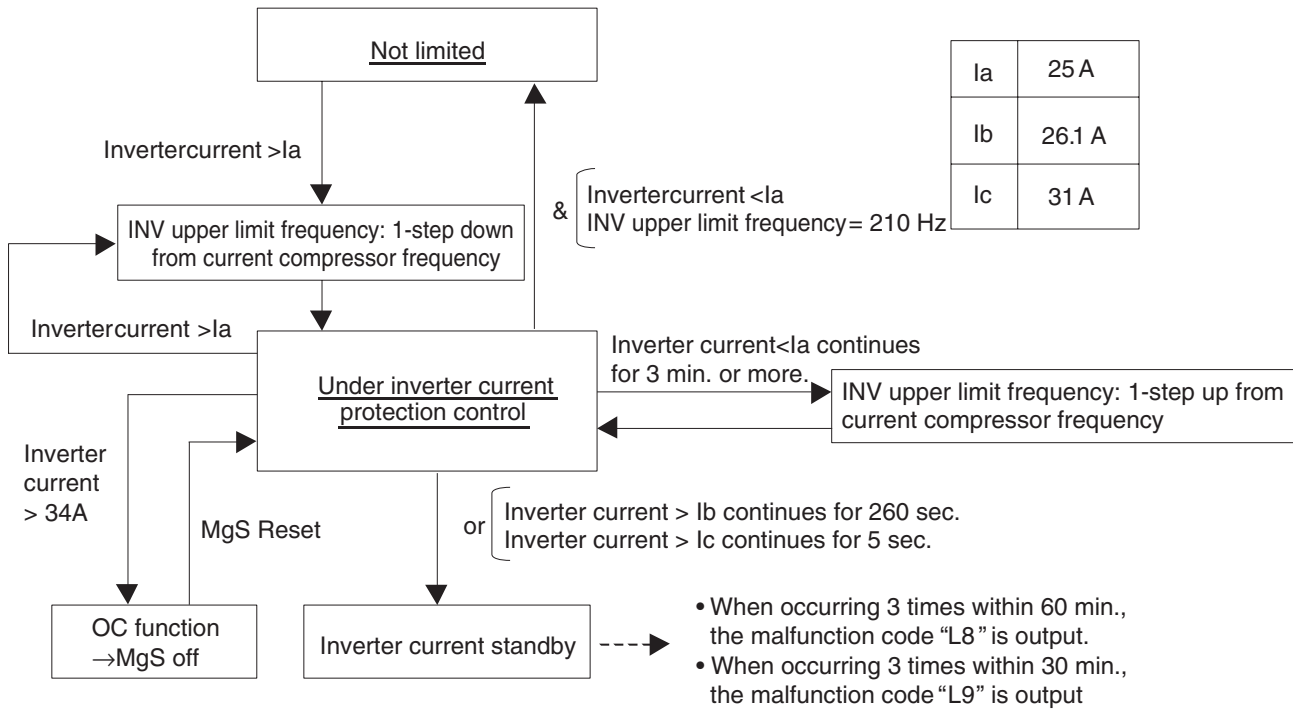 Not limited
Ia 25 A
Ib 26.1 A
Ic 31 A
Invertercurrent >Ia
& Invertercurrent <Ia
INV upper limit frequency = 210 Hz
INV upper limit frequency: 1-step down
from current compressor frequency
Invertercurrent >Ia
Under inverter current
protection control
Inverter current<Ia continues
for 3 min. or more.
INV upper limit frequency: 1-step up from
current compressor frequency
Inverter
current
> 34A
MgS Reset
or Inverter current > Ib continues for 260 sec.
Inverter current > Ic continues for 5 sec.
OC function
→MgS off
Inverter current standby
• When occurring 3 times within 60 min.,
the malfunction code “L8” is output.
• When occurring 3 times within 30 min.,
the malfunction code “L9” is output